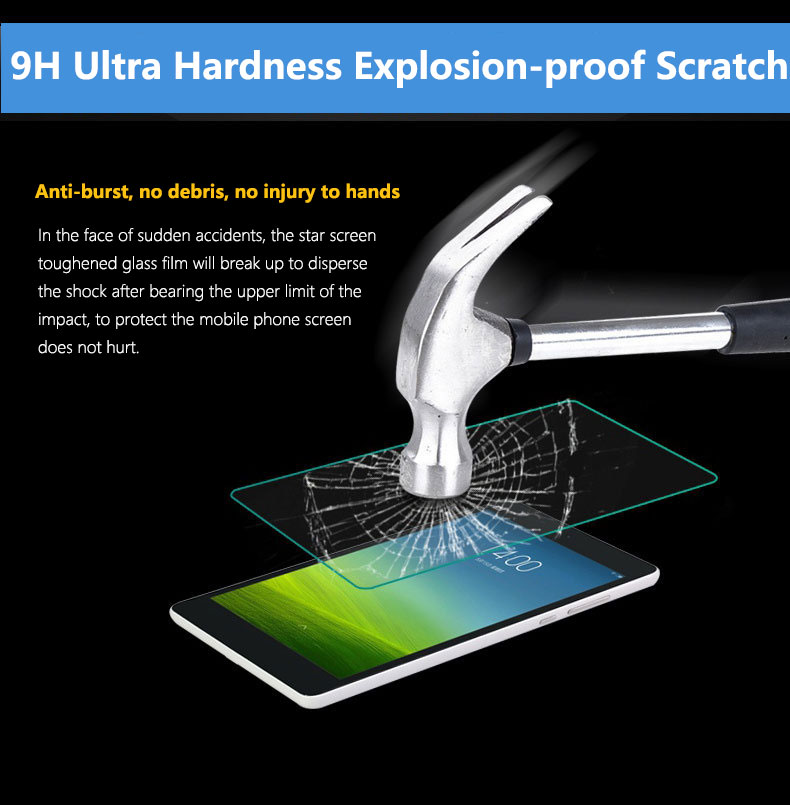 9H Ultra Hardness Explosion-proof Scratch
Anti-burst, no debris, no injury to hands
In the face of sudden accidents, the star screen
toughened glass film will break up to disperse
the shock after bearing the upper limit of the
impact, to protect the mobile phone screen
does not hurt.
1400